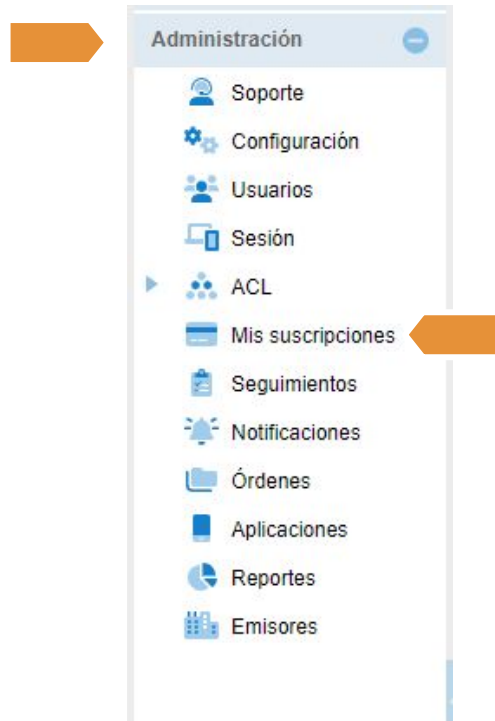 Administración
Soporte
Configuración
Usuarios
Sesión
ACL
Mis suscripciones
Seguimientos
Notificaciones
Órdenes
Aplicaciones
Reportes
Emisores